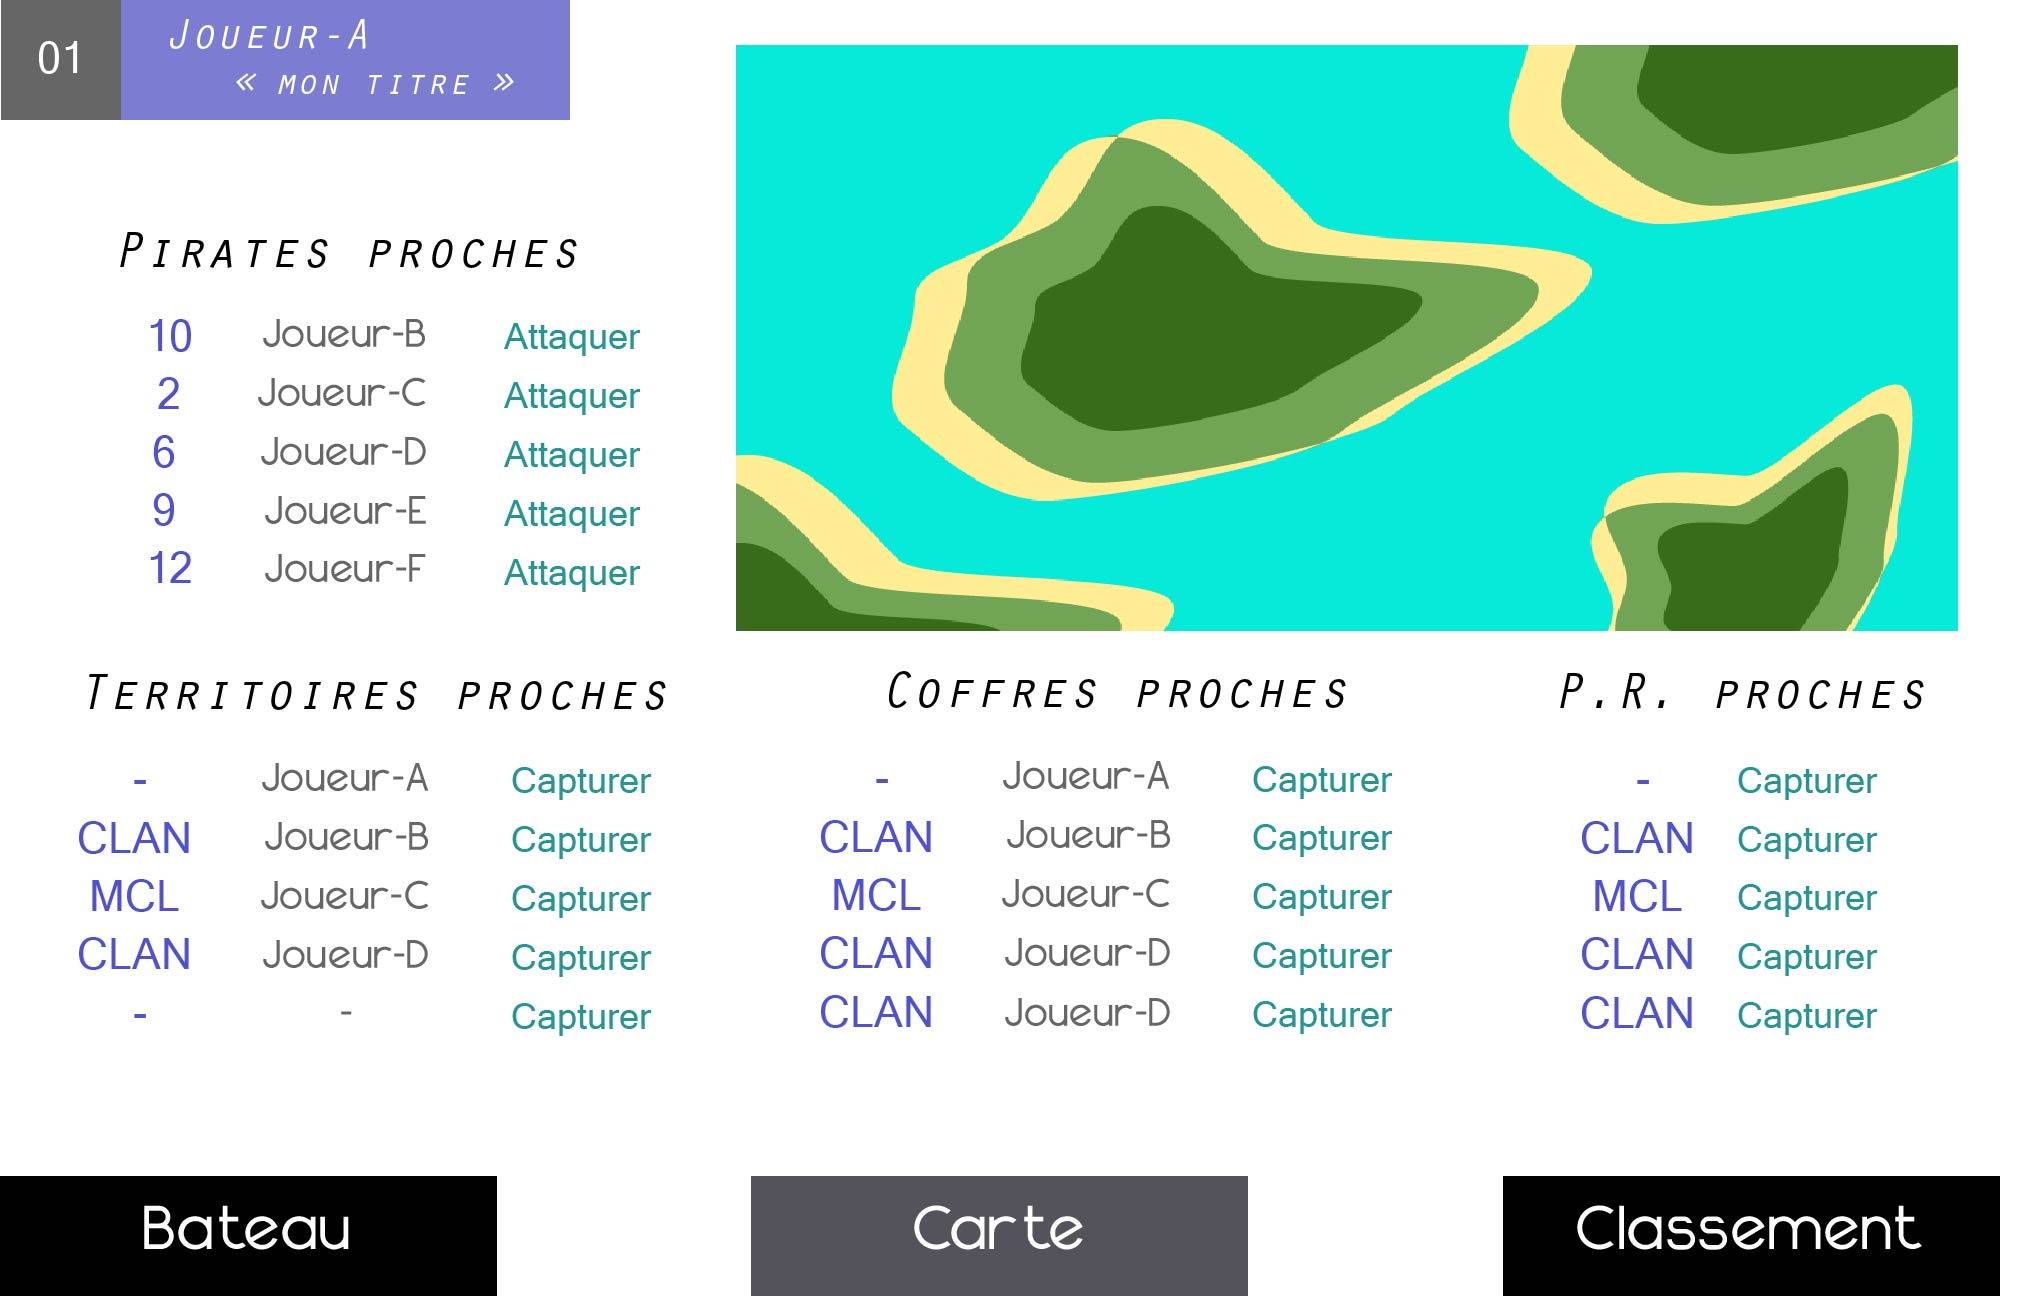 01
Joueur-A
« mon titre »
Pirates proches
10 Joueur-B Attaquer
2 Joueur-C Attaquer
6 Joueur-D Attaquer
9 Joueur-E Attaquer
12 Joueur-F Attaquer
Territoires proches
- Joueur-A Capturer
CLAN Joueur-B Capturer
MCL Joueur-C Capturer
CLAN Joueur-D Capturer
- - Capturer
Coffres proches
- Joueur-A Capturer
CLAN Joueur-B Capturer
MCL Joueur-C Capturer
CLAN Joueur-D Capturer
CLAN Joueur-D Capturer
P.R. proches
- Capturer
CLAN Capturer
MCL Capturer
CLAN Capturer
CLAN Capturer
Bateau
Carte
Classement